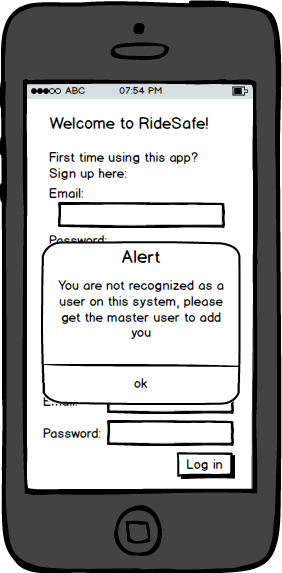 ABC 07:54 PM
Welcome to RideSafe!
First time using this app?
Sign up here:
Email:
Password:
Alert
You are not recognized as a
user on this system, please
get the master user to add
you
ok
Email:
Password:
Log in